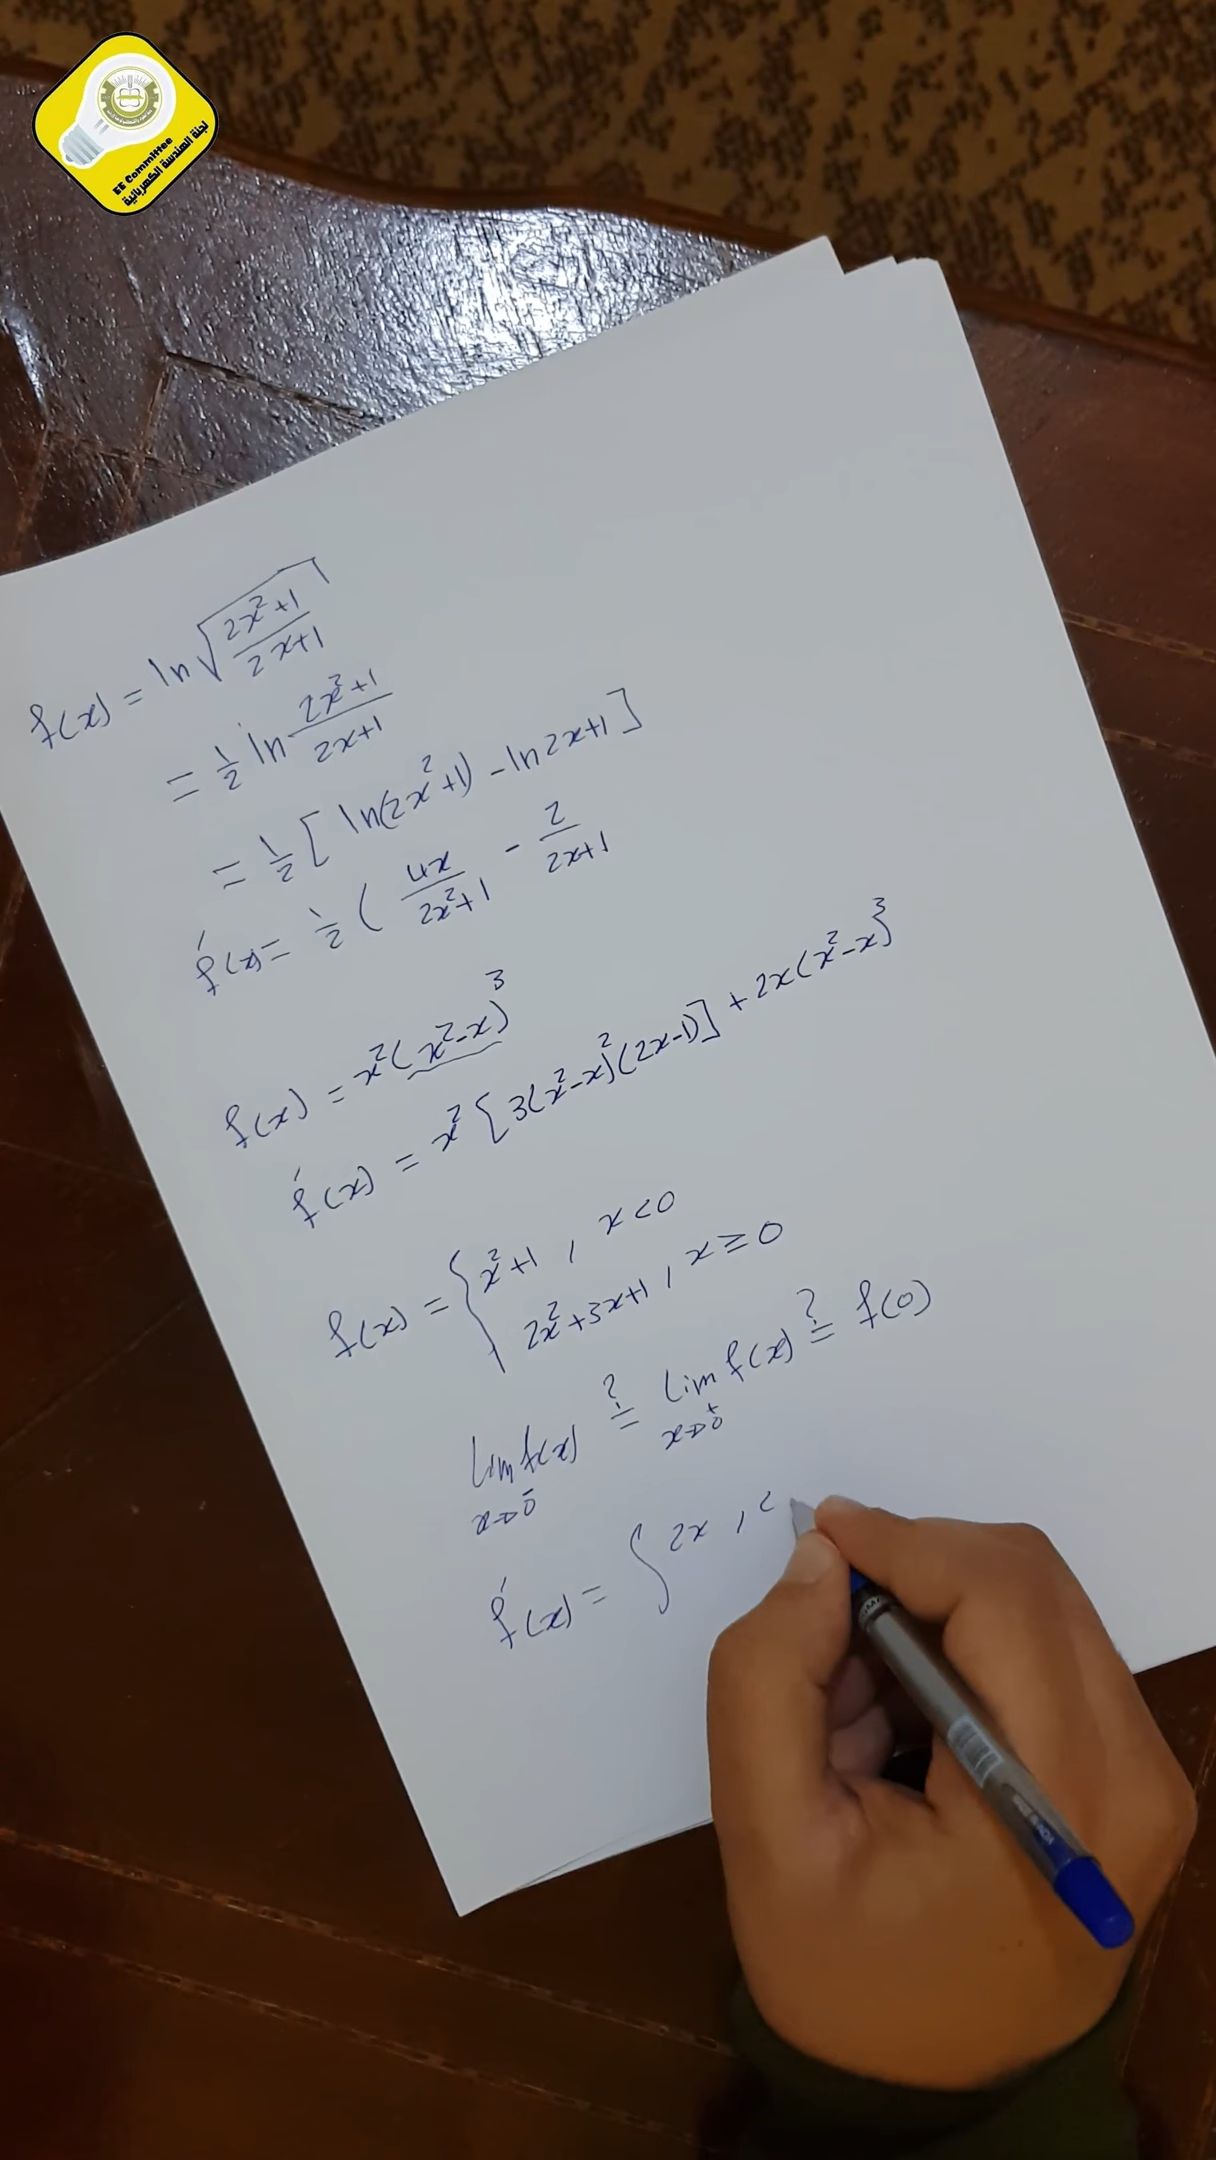 EE Committee
لجنة الهندسة الكهربائية
f(x) = ln√((2x²+1)/(2x+1))
= 1/2 ln (2x²+1)/(2x+1)
= 1/2 [ ln(2x²+1) - ln 2x+1 ]
f′(x) = 1/2 ( 4x/(2x²+1) - 2/(2x+1)
f(x) = x²(x²-x)³
f′(x) = x² [ 3(x²-x)²(2x-1) ] + 2x(x²-x)³
f(x) = { x²+1 , x<0
2x²+3x+1 , x≥0
lim f(x) ≟ lim f(x) ≟ f(0)
x→0⁻ x→0⁺
f′(x) = { 2x ,